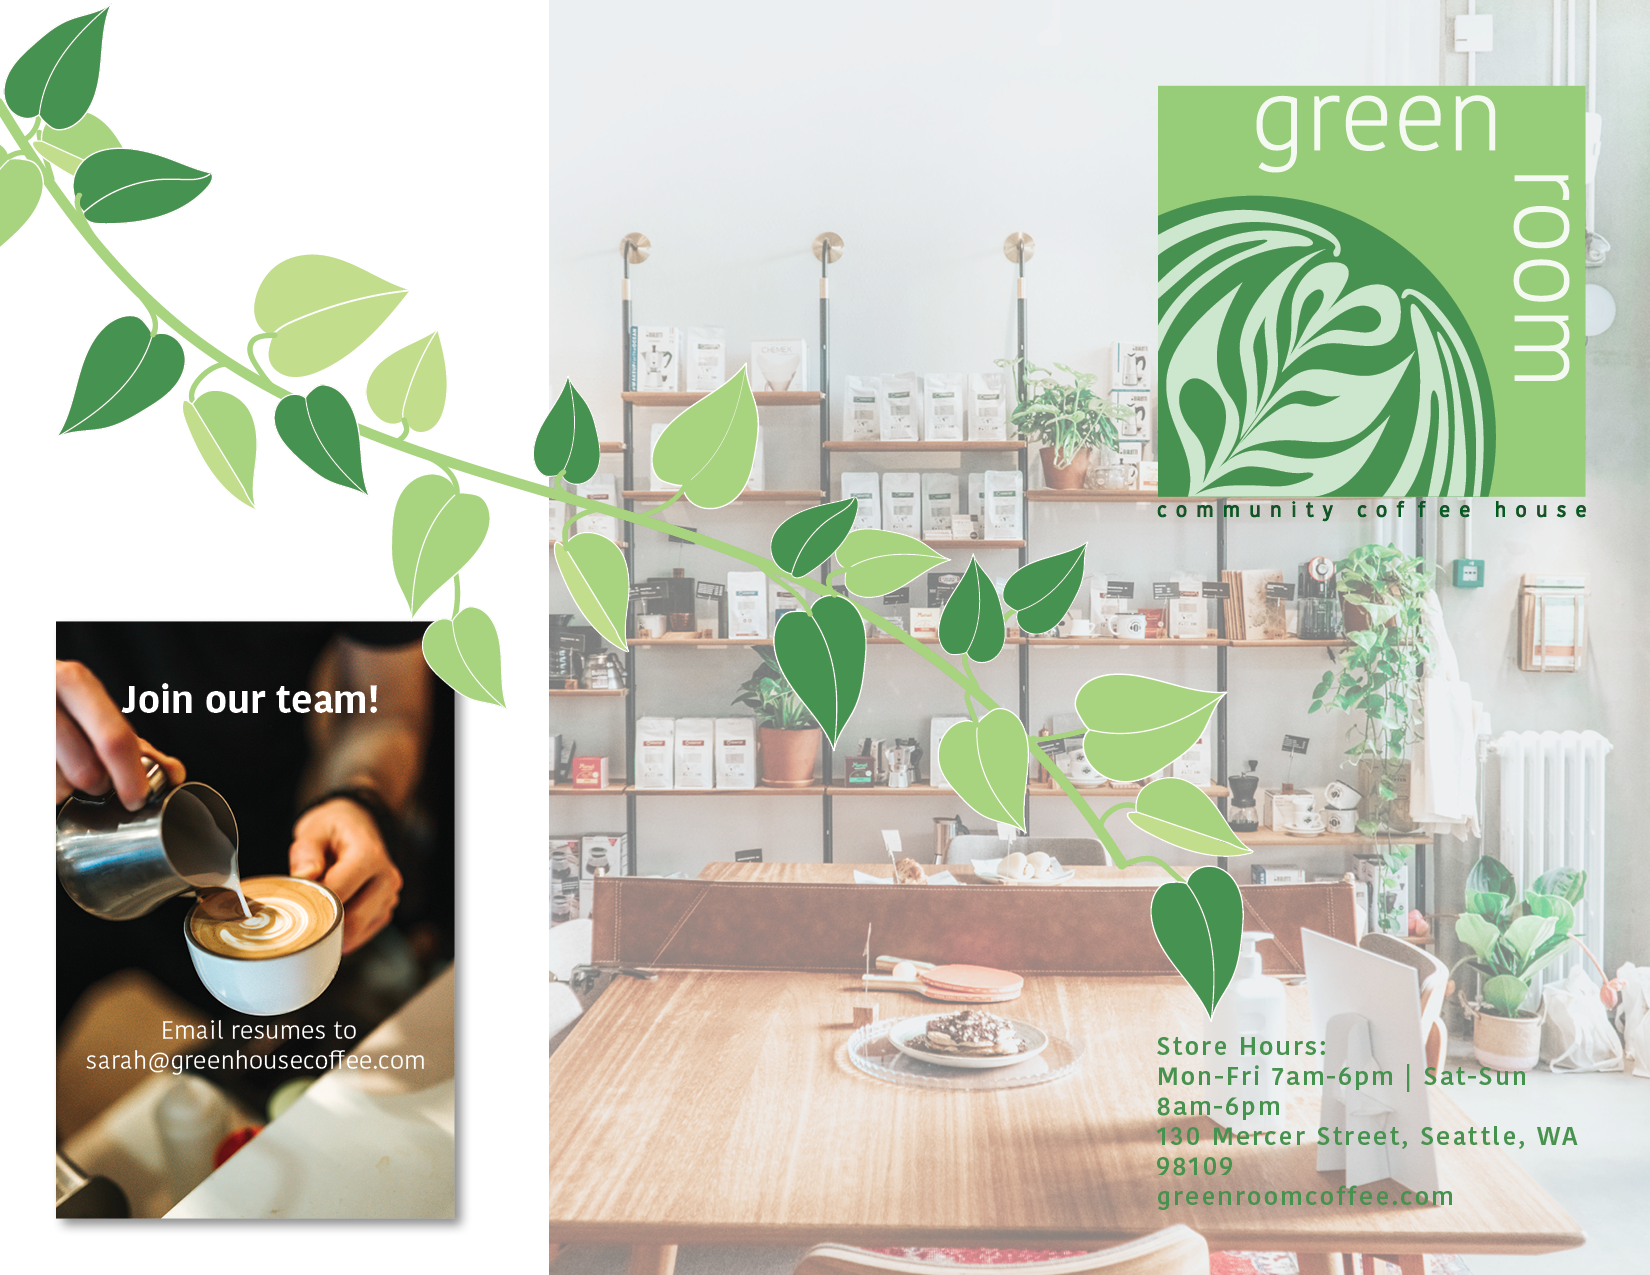 green
room
community coffee house
Join our team!
Email resumes to
sarah@greenhousecoffee.com
CHEMEX
Store Hours:
Mon-Fri 7am-6pm | Sat-Sun
8am-6pm
130 Mercer Street, Seattle, WA
98109
greenroomcoffee.com